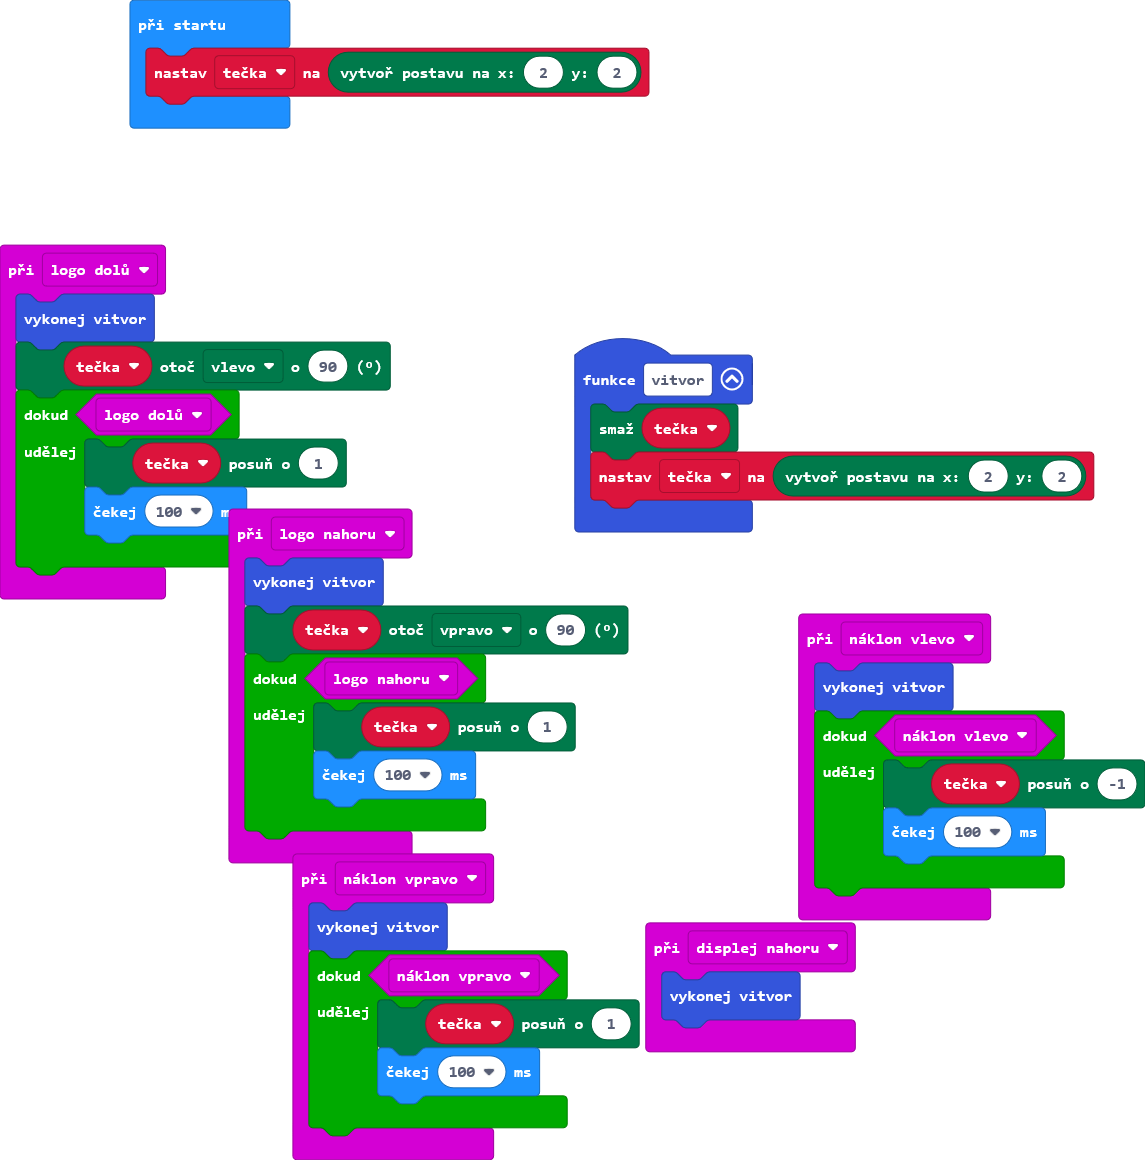 při startu
nastav tečka na vytvoř postavu na x: 2 y: 2
při logo dolů
vykonej vitvor
tečka otoč vlevo o 90 (º)
dokud logo dolů
udělej
tečka posuň o 1
čekej 100 m
funkce vitvor
smaž tečka
nastav tečka na vytvoř postavu na x: 2 y: 2
při logo nahoru
vykonej vitvor
tečka otoč vpravo o 90 (º)
dokud logo nahoru
udělej
tečka posuň o 1
čekej 100 ms
při náklon vlevo
vykonej vitvor
dokud náklon vlevo
udělej
tečka posuň o -1
čekej 100 ms
při náklon vpravo
vykonej vitvor
dokud náklon vpravo
udělej
tečka posuň o 1
čekej 100 ms
při displej nahoru
vykonej vitvor